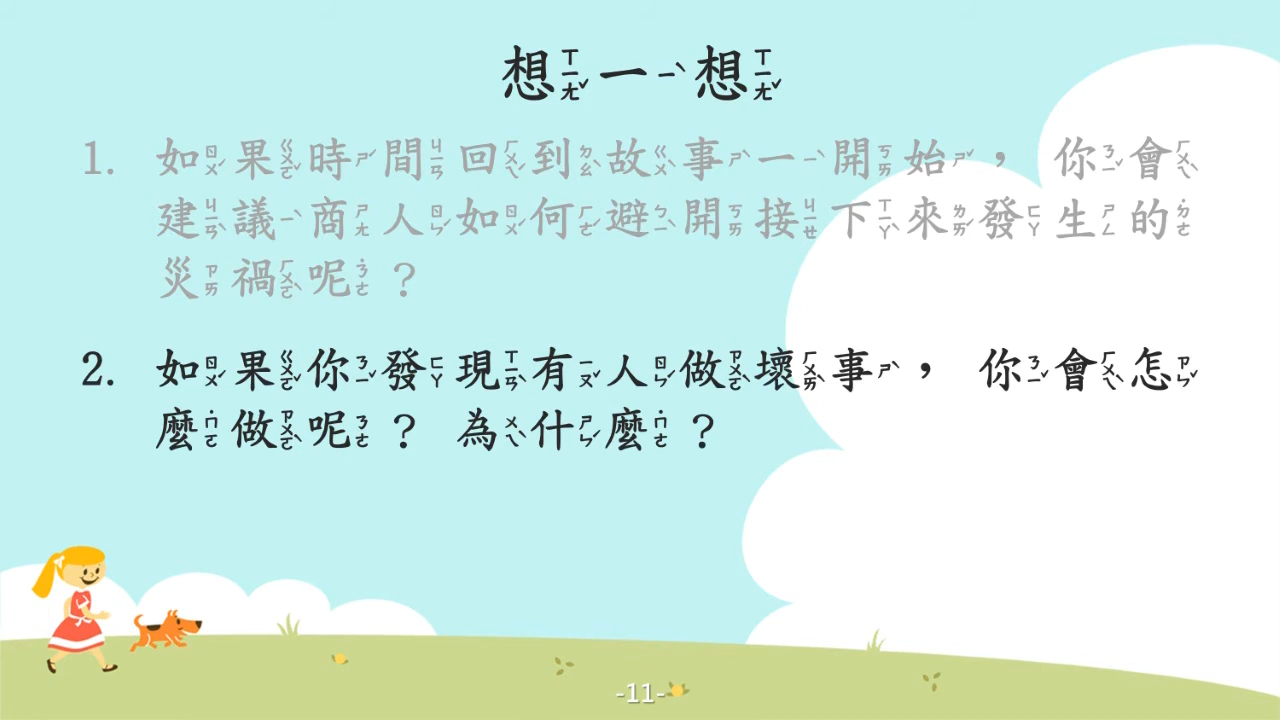 想一想
1. 如果時間回到故事一開始，你會
建議商人如何避開接下來發生的
災禍呢？
2. 如果你發現有人做壞事，你會怎
麼做呢？為什麼？
-11-